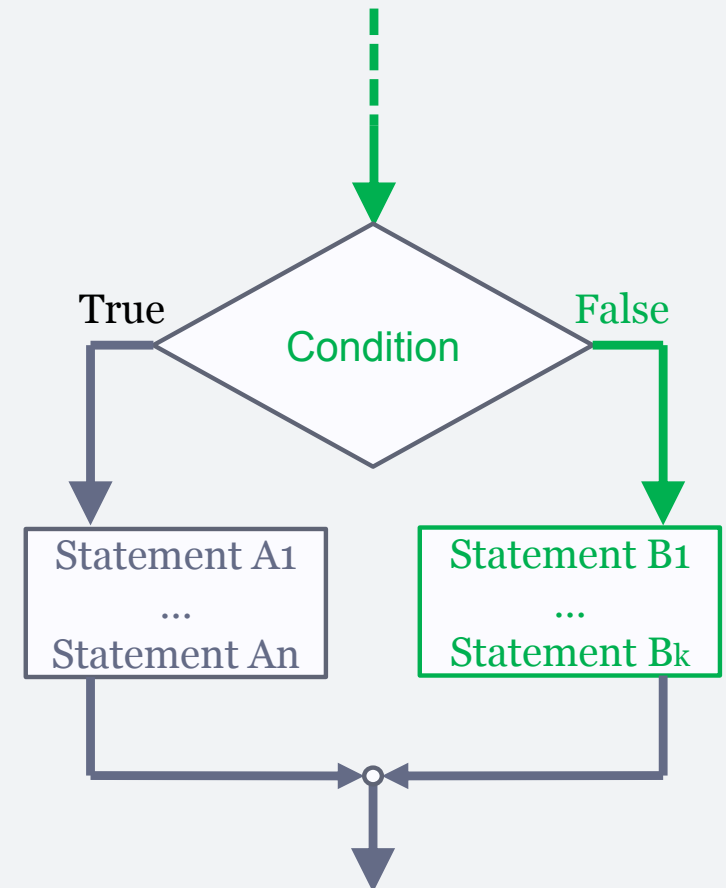 True
False
Condition
Statement A1
...
Statement An
Statement B1
...
Statement Bk